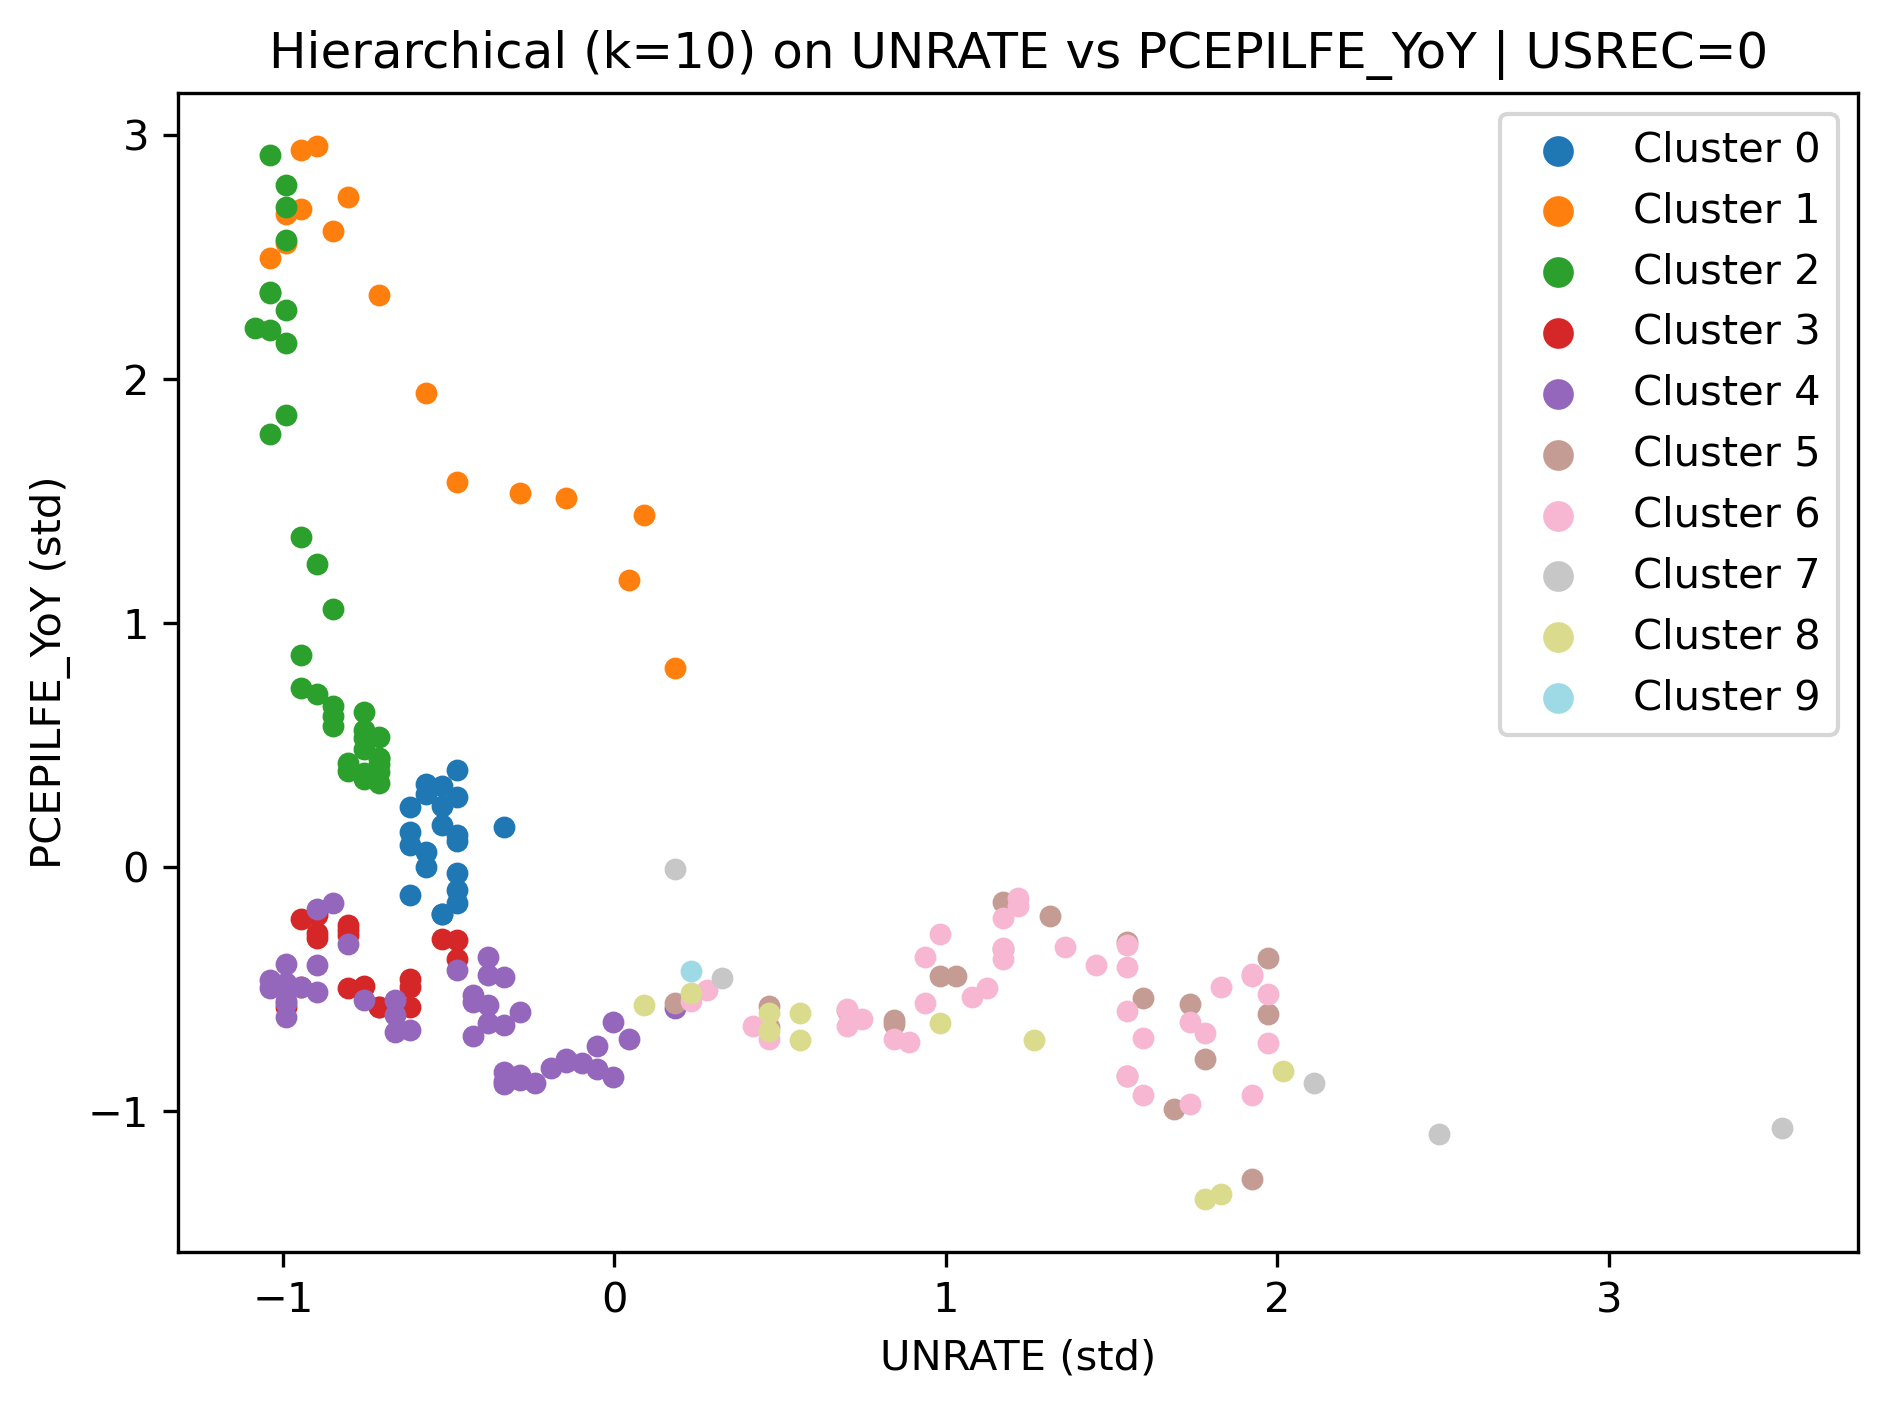 Hierarchical (k=10) on UNRATE vs PCEPILFE_YoY | USREC=0
PCEPILFE_YoY (std)
3
2
1
0
−1
−1
0
1
2
3
UNRATE (std)
Cluster 0
Cluster 1
Cluster 2
Cluster 3
Cluster 4
Cluster 5
Cluster 6
Cluster 7
Cluster 8
Cluster 9